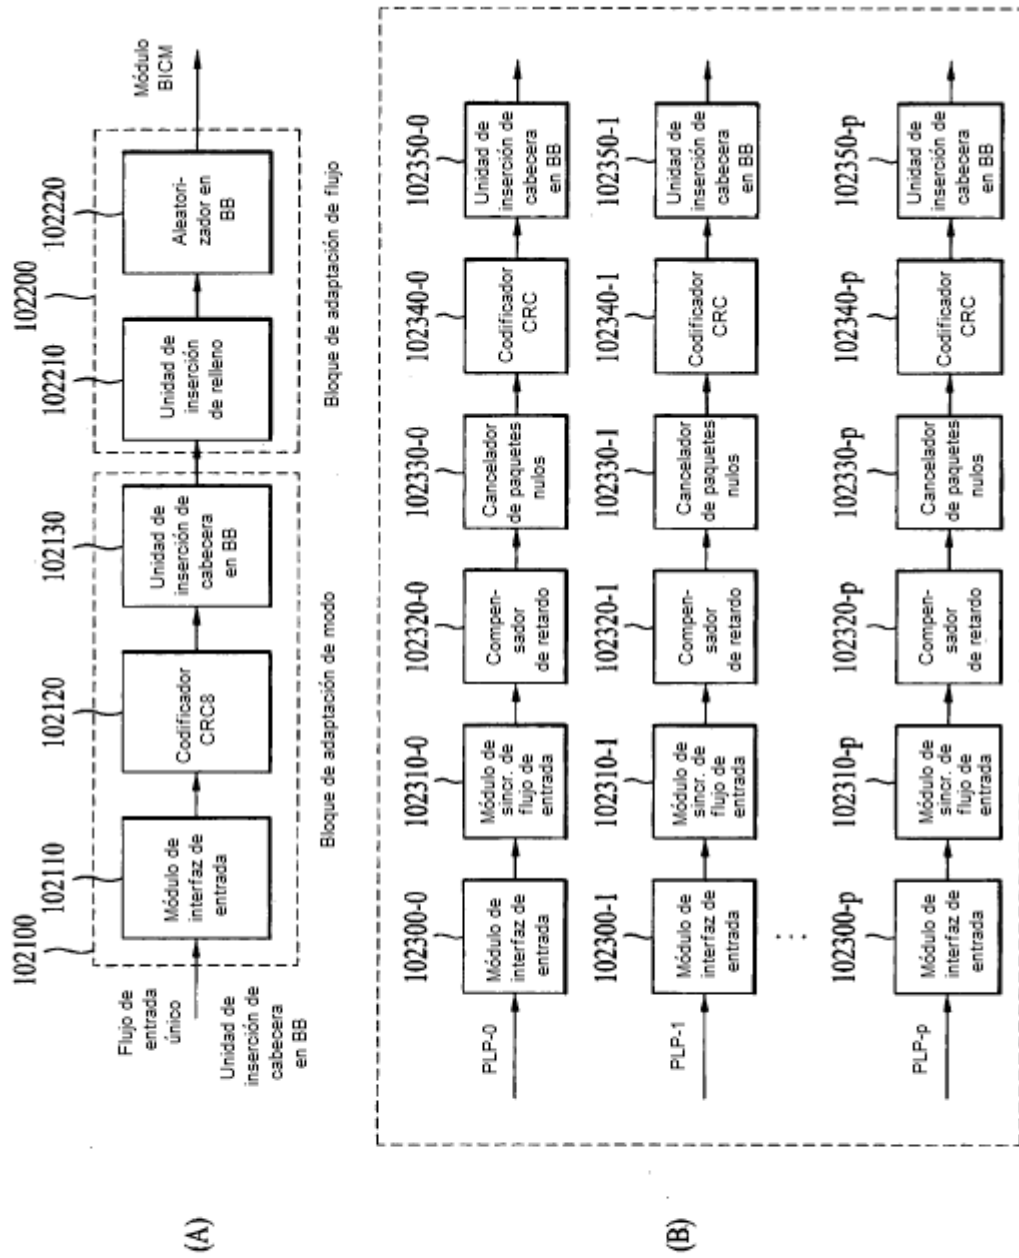 (A)
102100
102110
102120
102130
102200
102210
102220
Flujo de
entrada
único
Unidad de
inserción de
cabecera
en BB
Módulo de
interfaz de
entrada
Codificador
CRC8
Unidad de
inserción de
cabecera
en BB
Unidad de
inserción
de relleno
Aleatori-
zador en
BB
Módulo
BICM
Bloque de adaptación de modo
Bloque de adaptación de flujo
(B)
102300-0
102310-0
102320-0
102330-0
102340-0
102350-0
PLP-0
Módulo de
interfaz de
entrada
Módulo de
sincr. de
flujo de
entrada
Compen-
sador
de retardo
Cancelador
de paquetes
nulos
Codificador
CRC
Unidad de
inserción de
cabecera
en BB
102300-1
102310-1
102320-1
102330-1
102340-1
102350-1
PLP-1
Módulo de
interfaz de
entrada
Módulo de
sincr. de
flujo de
entrada
Compen-
sador
de retardo
Cancelador
de paquetes
nulos
Codificador
CRC
Unidad de
inserción de
cabecera
en BB
102300-p
102310-p
102320-p
102330-p
102340-p
102350-p
PLP-p
Módulo de
interfaz de
entrada
Módulo de
sincr. de
flujo de
entrada
Compen-
sador
de retardo
Cancelador
de paquetes
nulos
Codificador
CRC
Unidad de
inserción de
cabecera
en BB